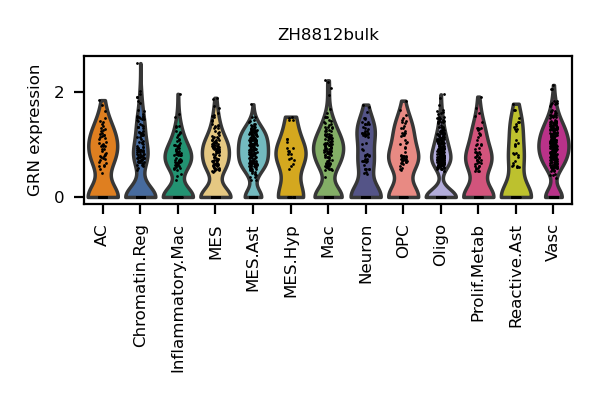 ZH8812bulk
GRN expression
2
0
AC
Chromatin.Reg
Inflammatory.Mac
MES
MES.Ast
MES.Hyp
Mac
Neuron
OPC
Oligo
Prolif.Metab
Reactive.Ast
Vasc